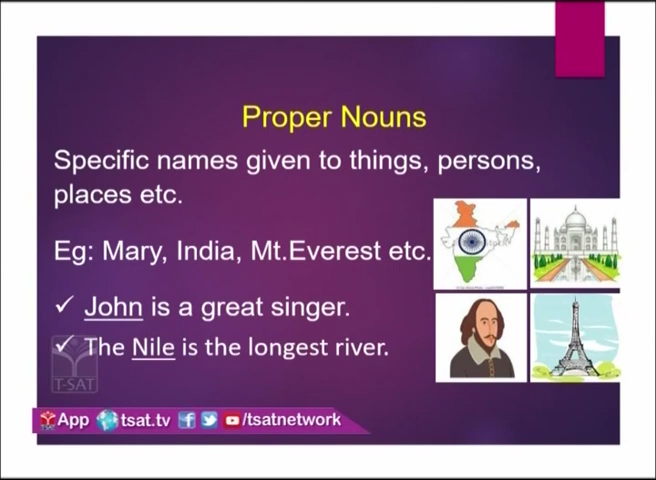 Proper Nouns
Specific names given to things, persons,
places etc.
Eg: Mary, India, Mt.Everest etc.
✓ John is a great singer.
✓ The Nile is the longest river.
T-SAT
App tsat.tv /tsatnetwork